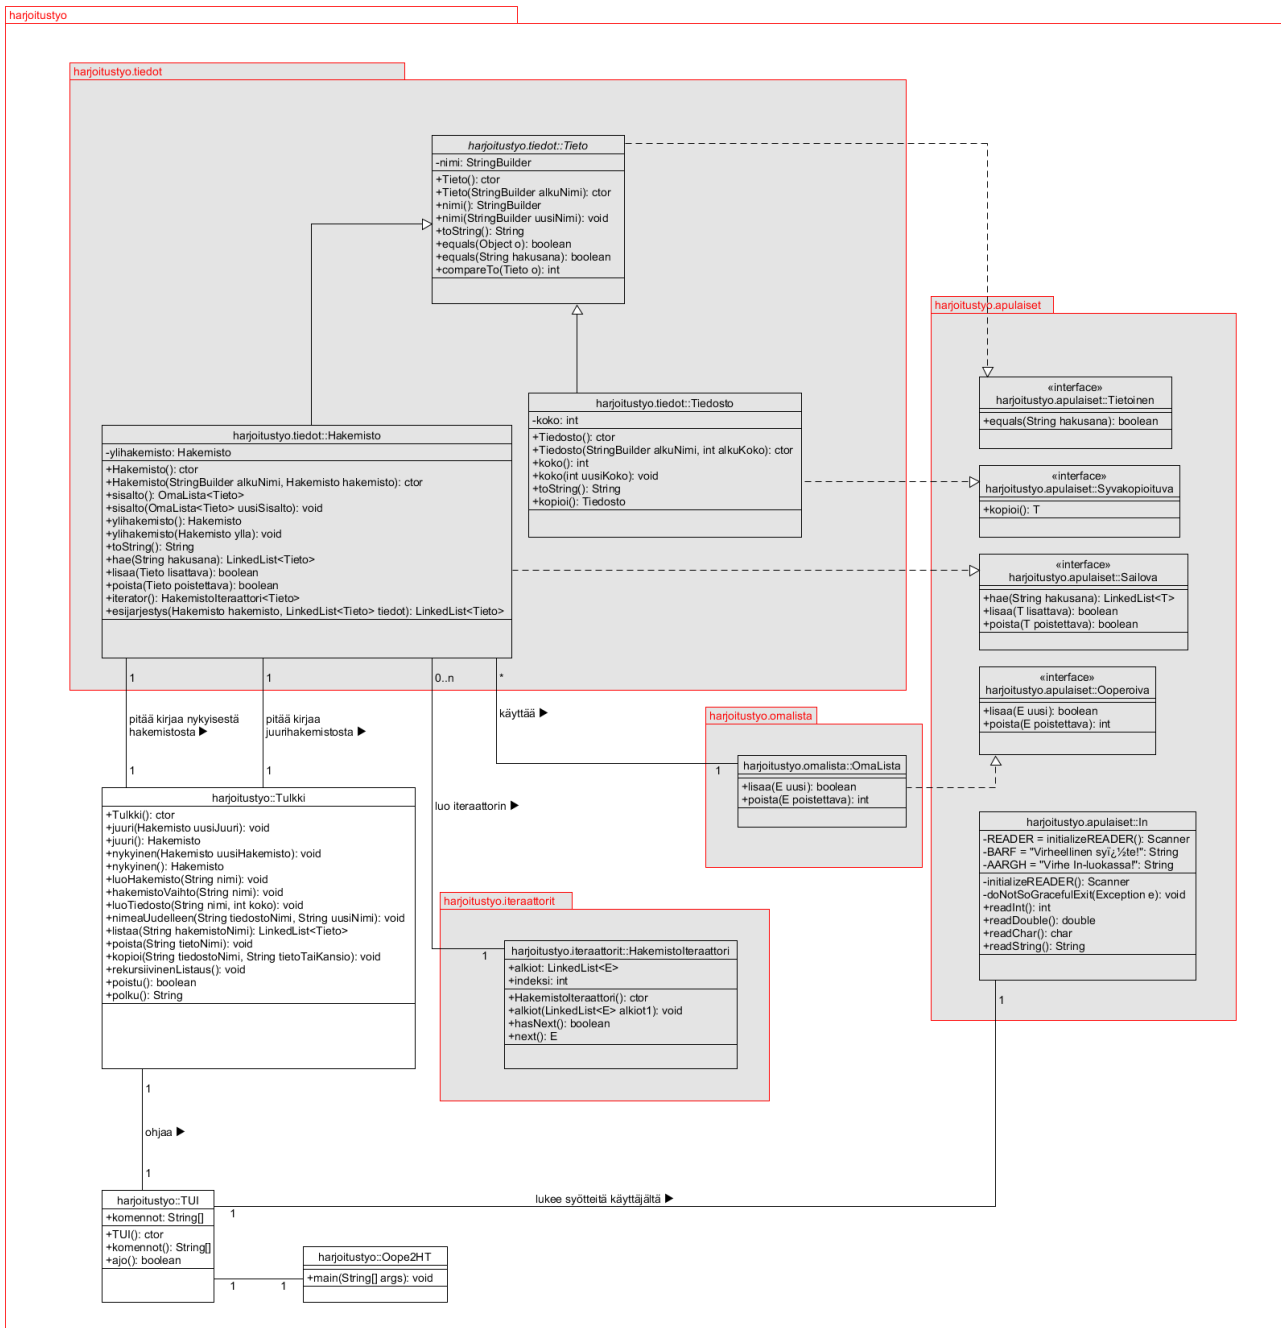 harjoitustyo
harjoitustyo.tiedot
harjoitustyo.tiedot::Tieto
-nimi: StringBuilder
+Tieto(): ctor
+Tieto(StringBuilder alkuNimi): ctor
+nimi(): StringBuilder
+nimi(StringBuilder uusiNimi): void
+toString(): String
+equals(Object o): boolean
+equals(String hakusana): boolean
+compareTo(Tieto o): int
harjoitustyo.apulaiset
«interface»
harjoitustyo.apulaiset::Tietoinen
+equals(String hakusana): boolean
harjoitustyo.tiedot::Tiedosto
-koko: int
+Tiedosto(): ctor
+Tiedosto(StringBuilder alkuNimi, int alkuKoko): ctor
+koko(): int
+koko(int uusiKoko): void
+toString(): String
+kopioi(): Tiedosto
harjoitustyo.tiedot::Hakemisto
-ylihakemisto: Hakemisto
+Hakemisto(): ctor
+Hakemisto(StringBuilder alkuNimi, Hakemisto hakemisto): ctor
+sisalto(): OmaLista<Tieto>
+sisalto(OmaLista<Tieto> uusiSisalto): void
+ylihakemisto(): Hakemisto
+ylihakemisto(Hakemisto ylla): void
+toString(): String
+hae(String hakusana): LinkedList<Tieto>
+lisaa(Tieto lisattava): boolean
+poista(Tieto poistettava): boolean
+iterator(): HakemistoIteraattori<Tieto>
+esijarjestys(Hakemisto hakemisto, LinkedList<Tieto> tiedot): LinkedList<Tieto>
«interface»
harjoitustyo.apulaiset::Syvakopioituva
+kopioi(): T
«interface»
harjoitustyo.apulaiset::Sailova
+hae(String hakusana): LinkedList<T>
+lisaa(T lisattava): boolean
+poista(T poistettava): boolean
«interface»
harjoitustyo.apulaiset::Ooperoiva
+lisaa(E uusi): boolean
+poista(E poistettava): int
1
1
0..n
*
pitää kirjaa nykyisestä
hakemistosta ▶
pitää kirjaa
juurihakemistosta ▶
käyttää ▶
1
1
harjoitustyo.omalista
1
harjoitustyo.omalista::OmaLista
+lisaa(E uusi): boolean
+poista(E poistettava): int
luo iteraattorin ▶
harjoitustyo::Tulkki
+Tulkki(): ctor
+juuri(Hakemisto uusiJuuri): void
+juuri(): Hakemisto
+nykyinen(Hakemisto uusiHakemisto): void
+nykyinen(): Hakemisto
+luoHakemisto(String nimi): void
+hakemistoVaihto(String nimi): void
+luoTiedosto(String nimi, int koko): void
+nimeaUudelleen(String tiedostoNimi, String uusiNimi): void
+listaa(String hakemistoNimi): LinkedList<Tieto>
+poista(String tietoNimi): void
+kopioi(String tiedostoNimi, String tietoTaiKansio): void
+rekursiivinenListaus(): void
+poistu(): boolean
+polku(): String
harjoitustyo.apulaiset::In
-READER = initializeREADER(): Scanner
-BARF = "Virheellinen syï¿½te!": String
-AARGH = "Virhe In-luokassa!": String
-initializeREADER(): Scanner
-doNotSoGracefulExit(Exception e): void
+readInt(): int
+readDouble(): double
+readChar(): char
+readString(): String
1
harjoitustyo.iteraattorit
1
harjoitustyo.iteraattorit::HakemistoIteraattori
+alkiot: LinkedList<E>
+indeksi: int
+HakemistoIteraattori(): ctor
+alkiot(LinkedList<E> alkiot1): void
+hasNext(): boolean
+next(): E
1
ohjaa ▶
1
harjoitustyo::TUI
+komennot: String[]
+TUI(): ctor
+komennot(): String[]
+ajo(): boolean
1
lukee syötteitä käyttäjältä ▶
1
1
harjoitustyo::Oope2HT
+main(String[] args): void